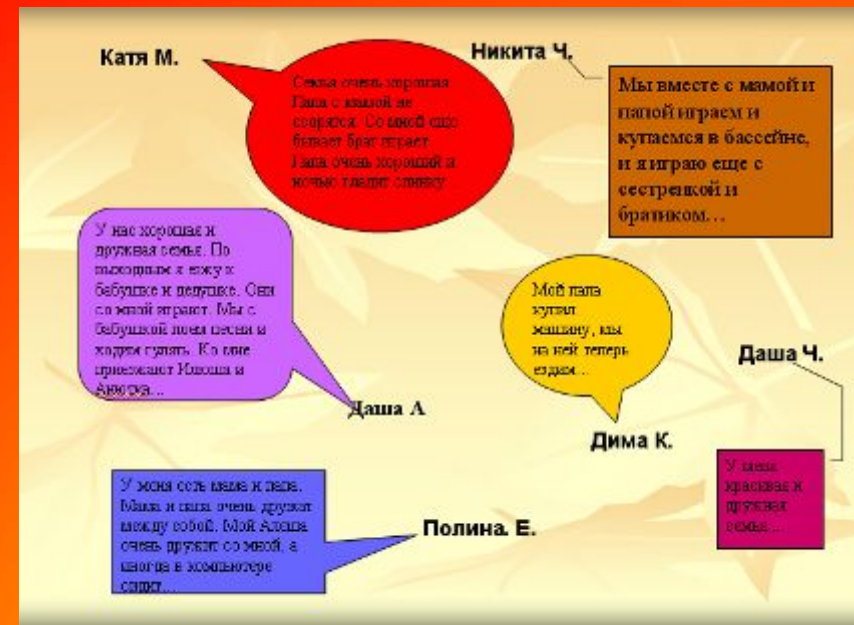 Катя М.
Семья очень хорошая.
Папа с мамой не
ссорятся. Со мной еще
бывает брат играет.
Папа очень хороший и
ночью гладит спинку
Никита Ч.
Мы вместе с мамой и
папой играем и
купаемся в бассейне,
и я играю еще с
сестренкой и
братиком…
У нас хорошая и
дружная семья. По
выходным я езжу к
бабушке и дедушке. Они
со мной играют. Мы с
бабушкой поем песни и
ходим гулять. Ко мне
приезжают Илюша и
Анютка…
Даша А
Мой папа
купил
машину, мы
на ней теперь
ездим…
Дима К.
Даша Ч.
У меня
красивая и
дружная
семья…
У меня есть мама и папа.
Мама и папа очень дружат
между собой. Мой Алеша
очень дружит со мной, а
иногда в компьютере
сидит…
Полина. Е.